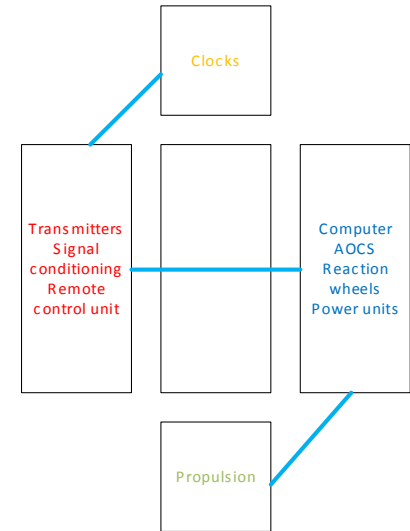 Clocks
Transmitters
Signal
conditioning
Remote
control unit
Computer
AOCS
Reaction
wheels
Power units
Propulsion